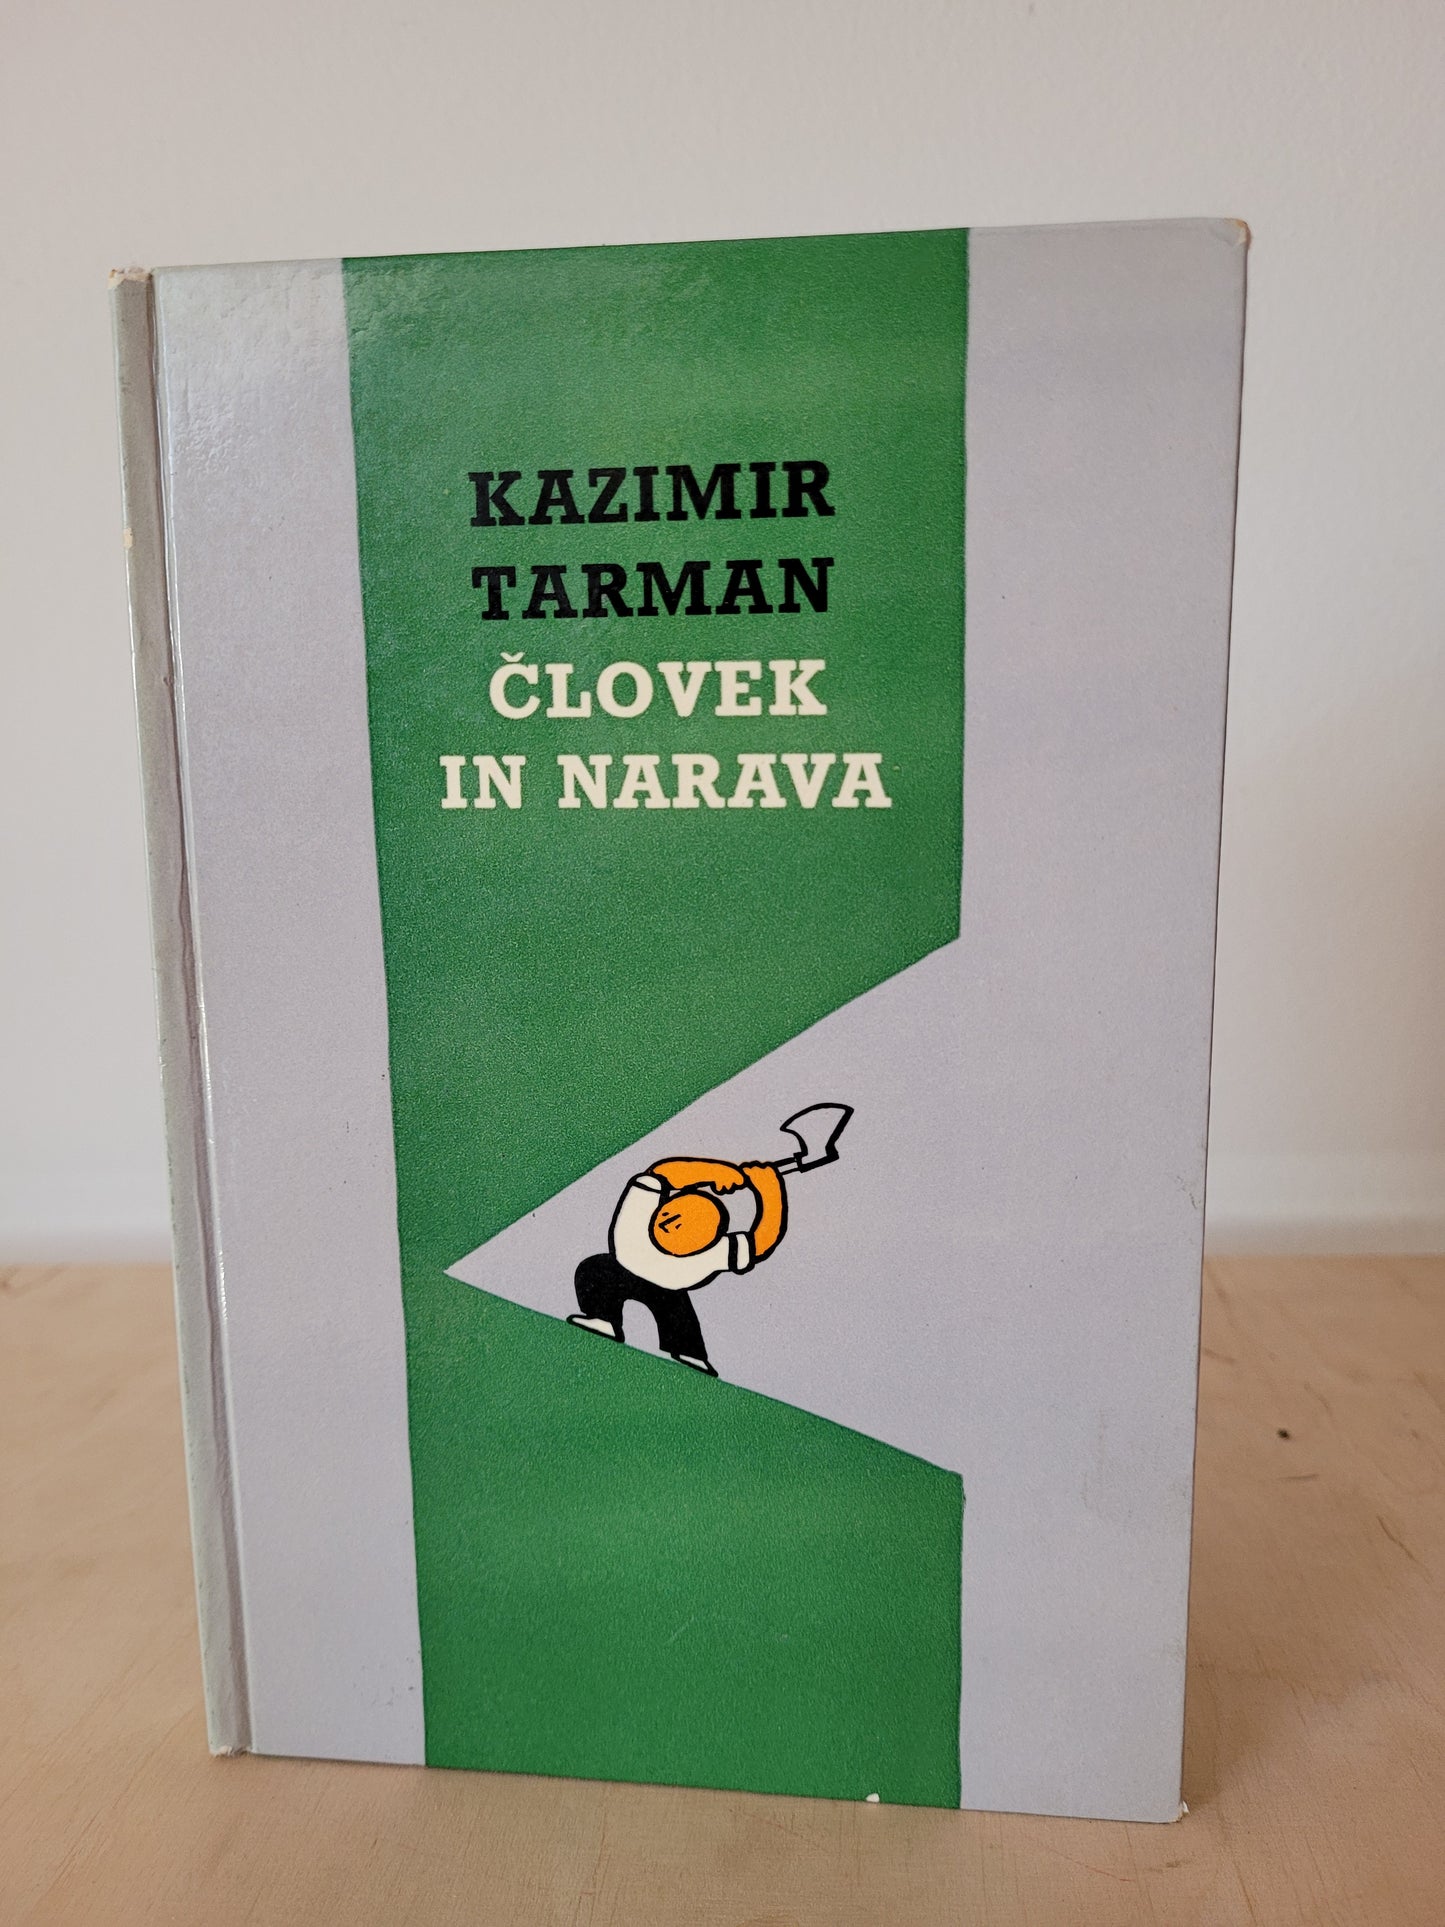 KAZIMIR
TARMAN
ČLOVEK
IN NARAVA